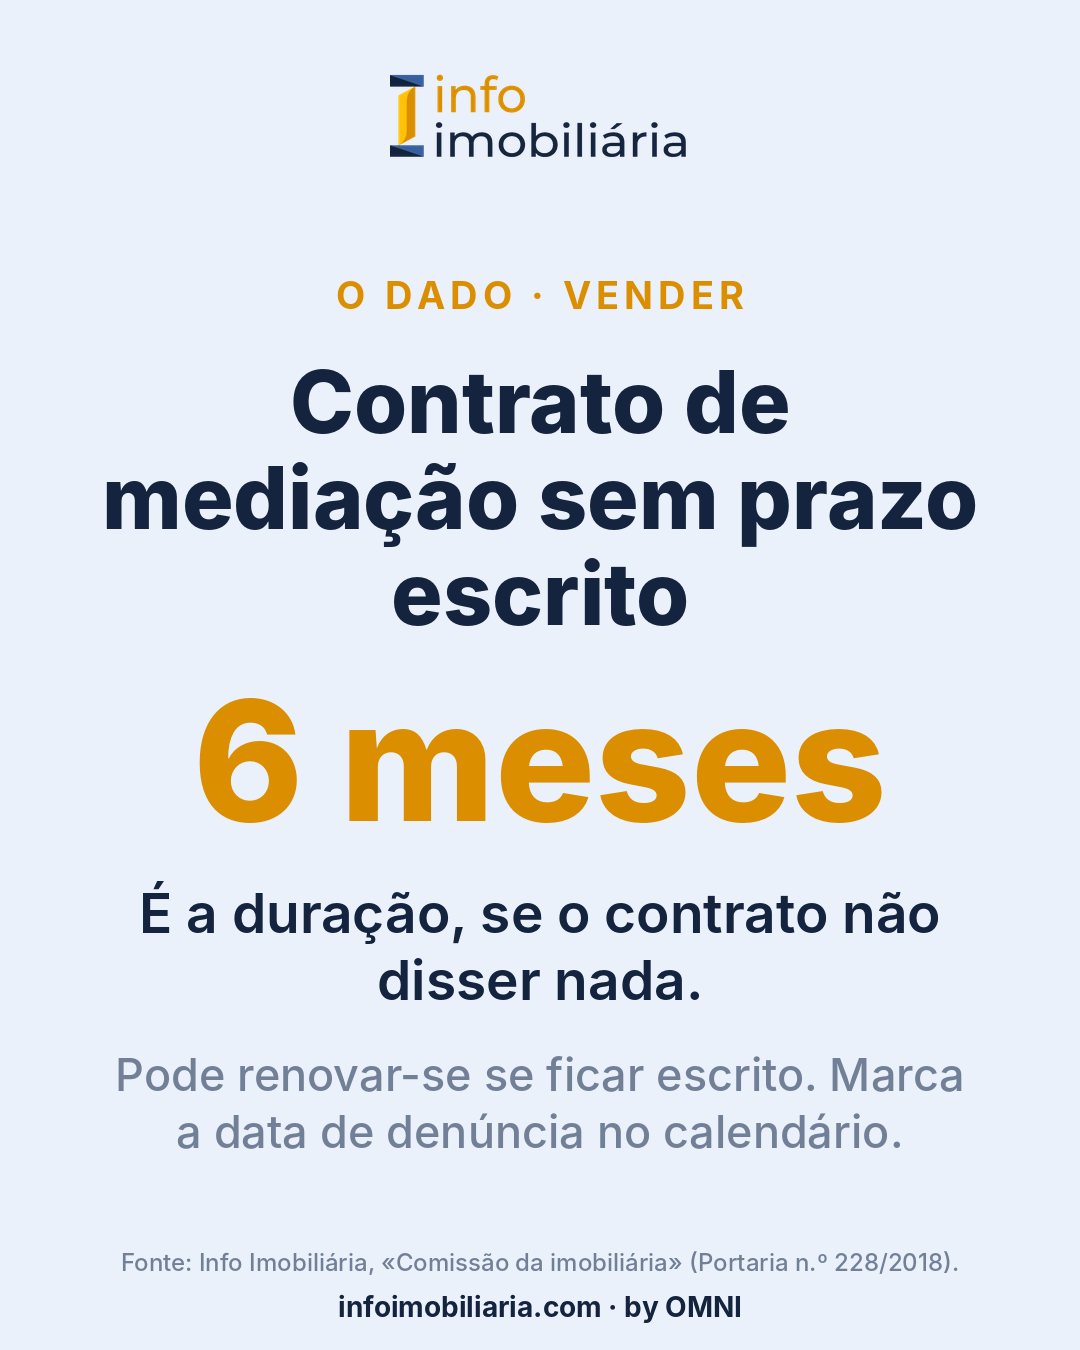 info
imobiliária
O DADO · VENDER
Contrato de
mediação sem prazo
escrito
6 meses
É a duração, se o contrato não
disser nada.
Pode renovar-se se ficar escrito. Marca
a data de denúncia no calendário.
Fonte: Info Imobiliária, «Comissão da imobiliária» (Portaria n.º 228/2018).
infoimobiliaria.com · by OMNI